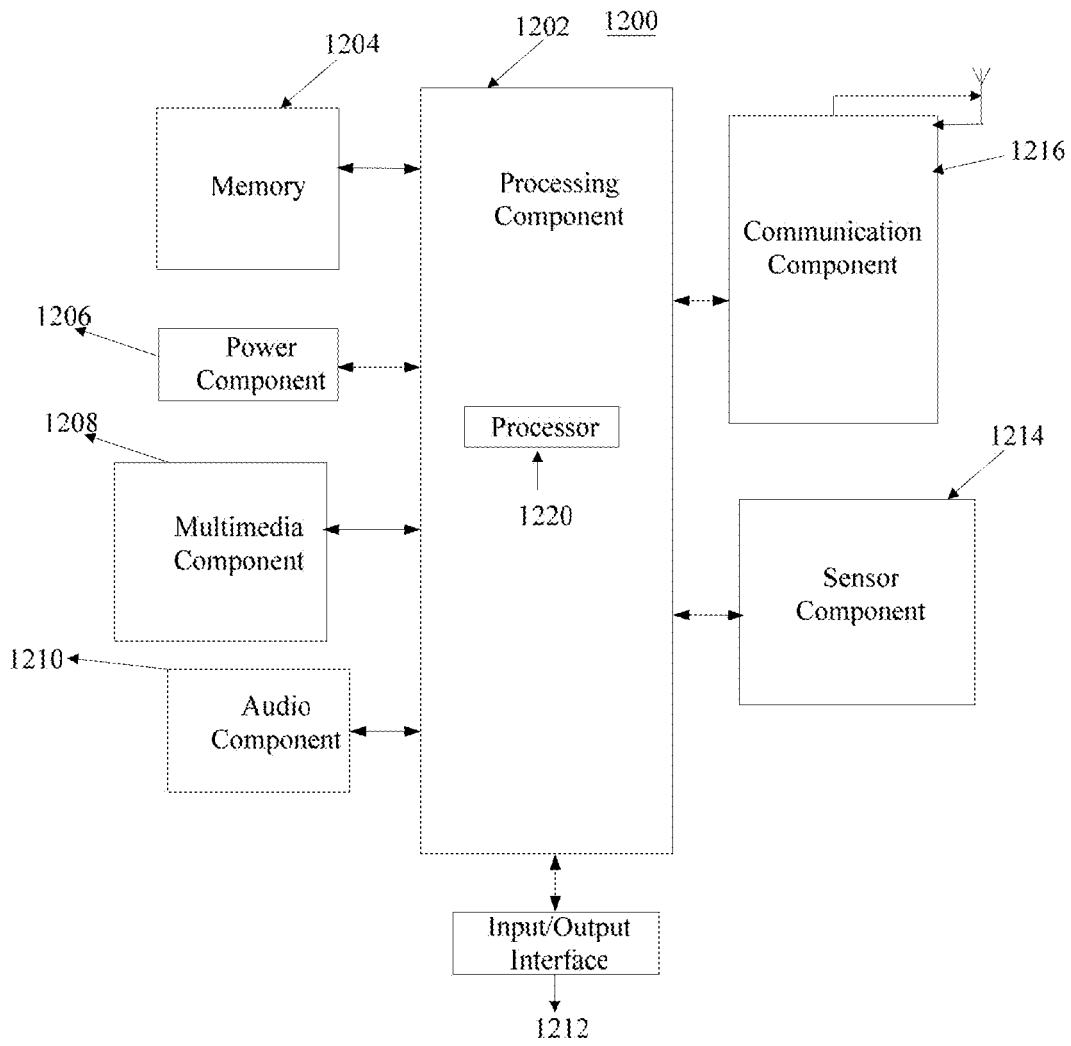 1200
1202
1204
Memory
Processing
Component
1216
Communication
Component
1206
Power
Component
1208
Processor
1220
Multimedia
Component
1214
Sensor
Component
1210
Audio
Component
Input/Output
Interface
1212